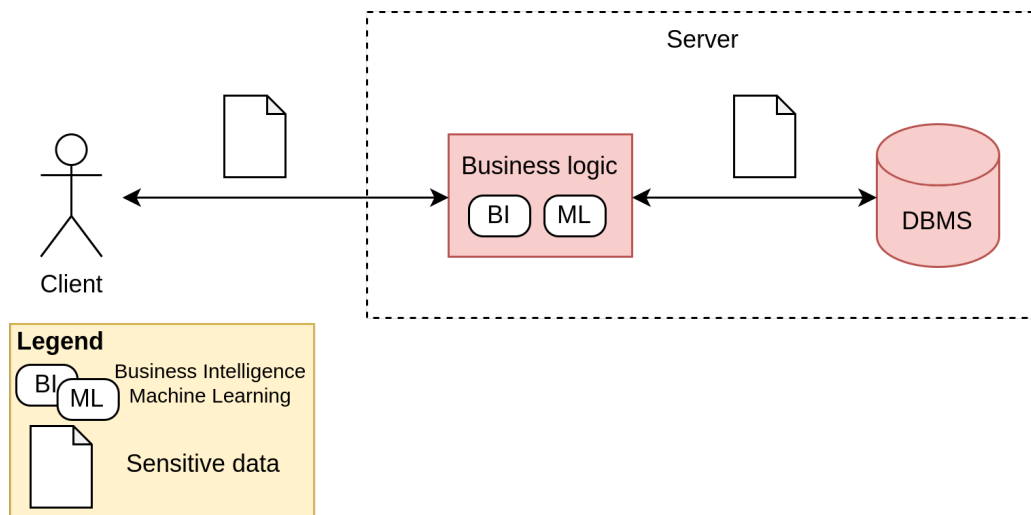 Server
Business logic
BI
ML
DBMS
Client
Legend
BI
ML
Business Intelligence
Machine Learning
Sensitive data